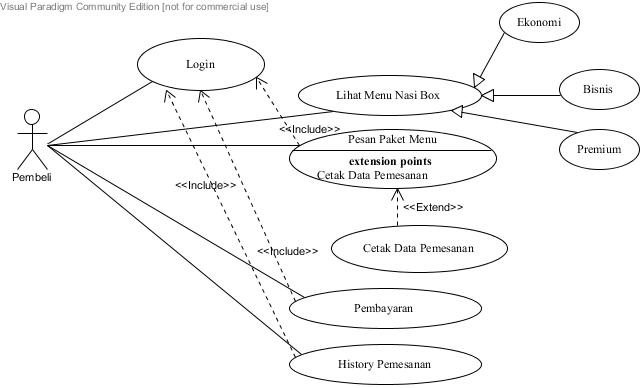 Visual Paradigm Community Edition [not for commercial use]
Ekonomi
Login
Lihat Menu Nasi Box
Bisnis
<<Include>>
Pesan Paket Menu
Premium
extension points
Cetak Data Pemesanan
Pembeli
<<Include>>
<<Extend>>
<<Include>>
Cetak Data Pemesanan
Pembayaran
History Pemesanan